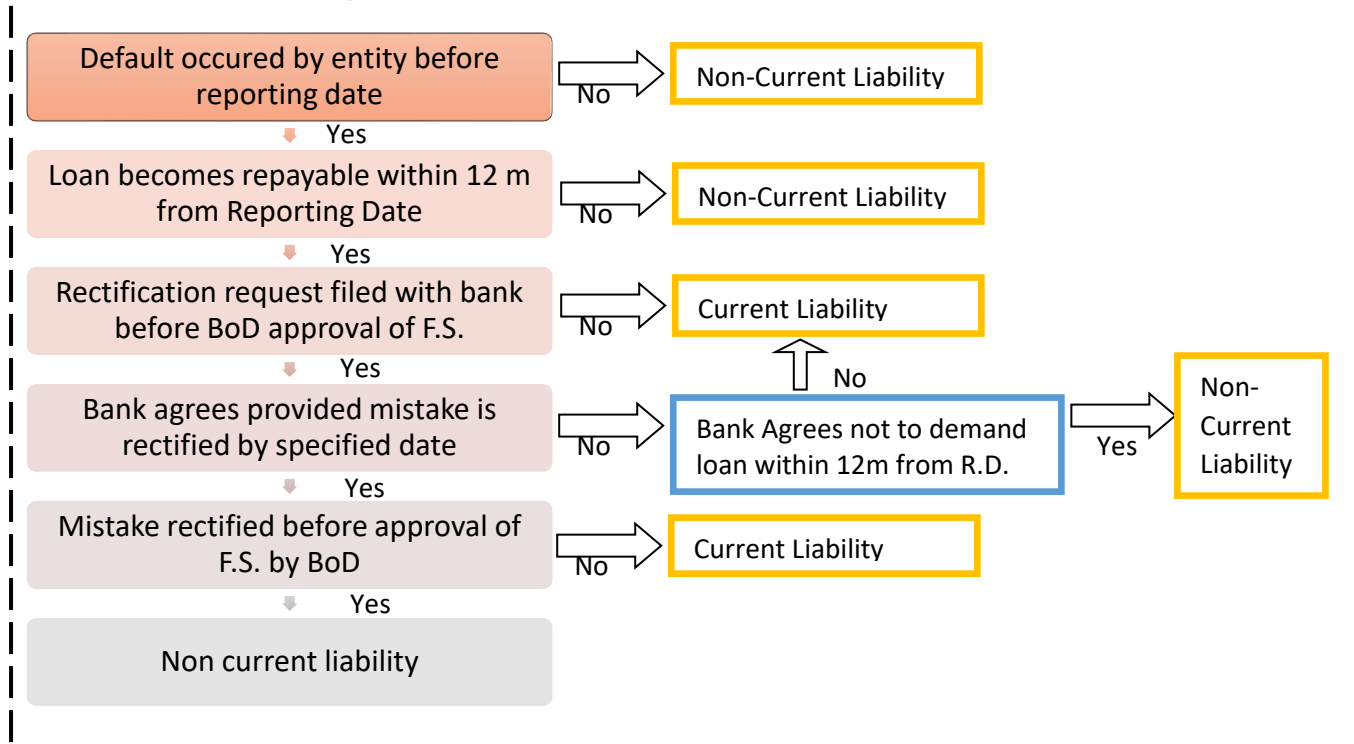 Default occured by entity before
reporting date
No
Non-Current Liability
Yes
Loan becomes repayable within 12 m
from Reporting Date
No
Non-Current Liability
Yes
Rectification request filed with bank
before BoD approval of F.S.
No
Current Liability
Yes
No
Bank agrees provided mistake is
rectified by specified date
No
Bank Agrees not to demand
loan within 12m from R.D.
Yes
Non-
Current
Liability
Yes
Mistake rectified before approval of
F.S. by BoD
No
Current Liability
Yes
Non current liability